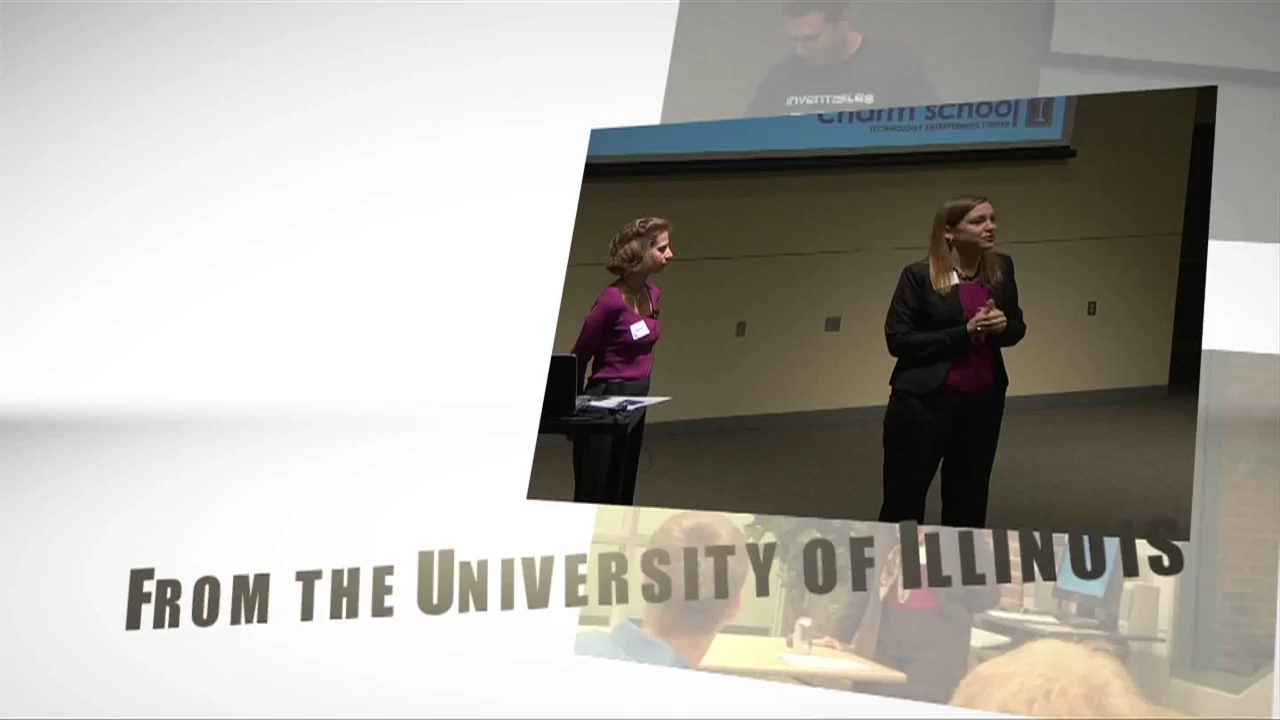 inventables
Charm School I
TECHNOLOGY ENTREPRENEUR CENTER
FROM THE UNIVERSITY OF ILLINOIS